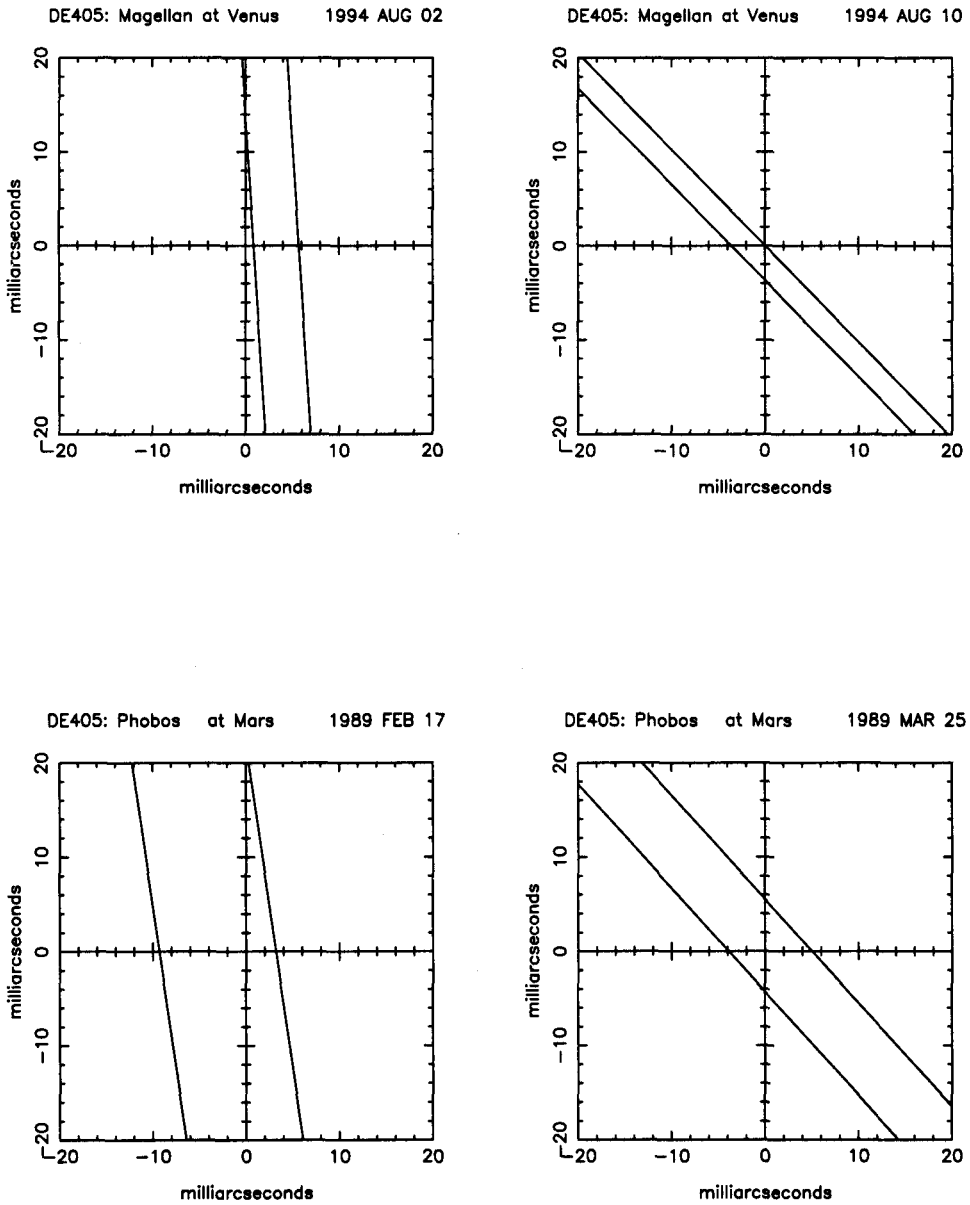 DE405: Magellan at Venus 1994 AUG 02
20
10
0
-10
-20
milliarcseconds
-20 -10 0 10 20
milliarcseconds
DE405: Magellan at Venus 1994 AUG 10
20
10
0
-10
-20
milliarcseconds
-20 -10 0 10 20
milliarcseconds
DE405: Phobos at Mars 1989 FEB 17
20
10
0
-10
-20
milliarcseconds
-20 -10 0 10 20
milliarcseconds
DE405: Phobos at Mars 1989 MAR 25
20
10
0
-10
-20
milliarcseconds
-20 -10 0 10 20
milliarcseconds